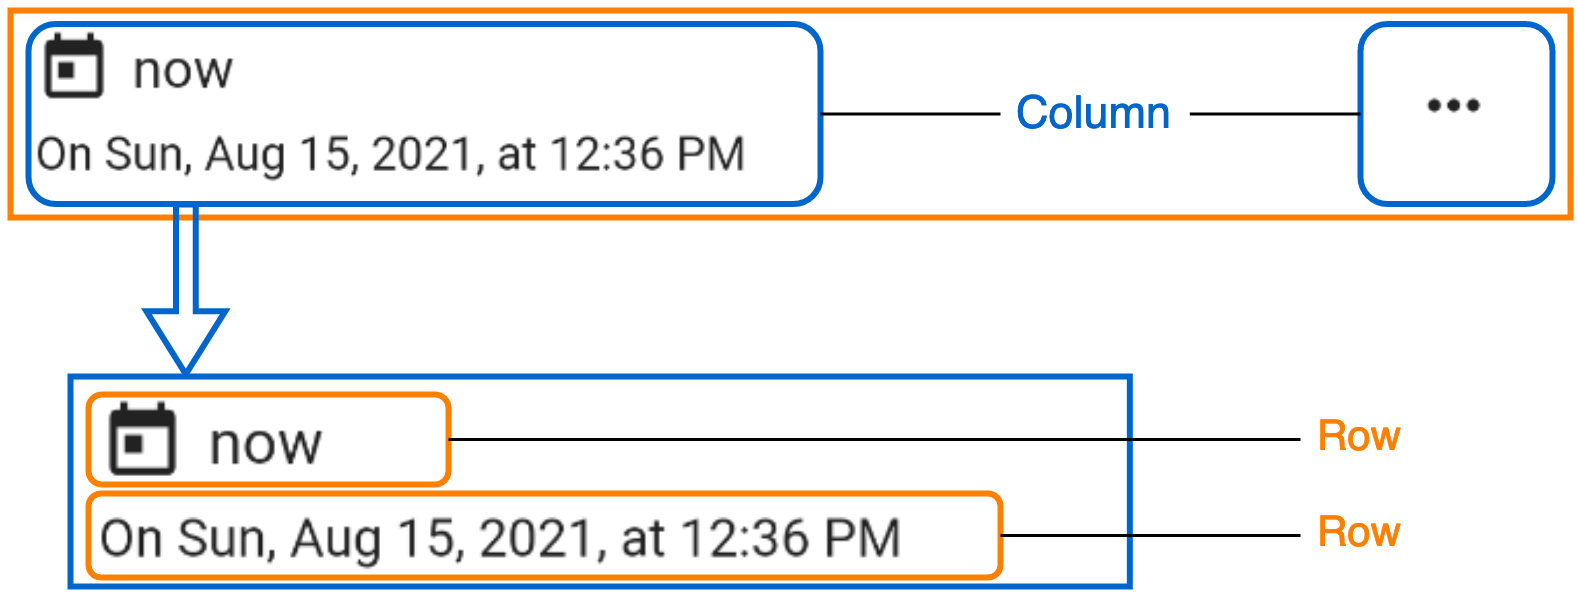 now
On Sun, Aug 15, 2021, at 12:36 PM
Column
•••
now
On Sun, Aug 15, 2021, at 12:36 PM
Row
Row